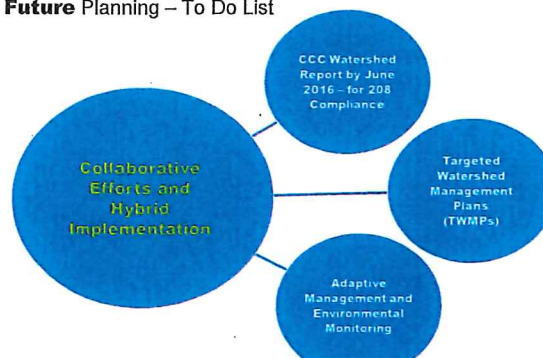 Future Planning – To Do List
CCC Watershed
Report by June
2016 – for 208
Compliance
Collaborative
Efforts and
Hybrid
Implementation
Targeted
Watershed
Management
Plans
(TWMPs)
Adaptive
Management and
Environmental
Monitoring